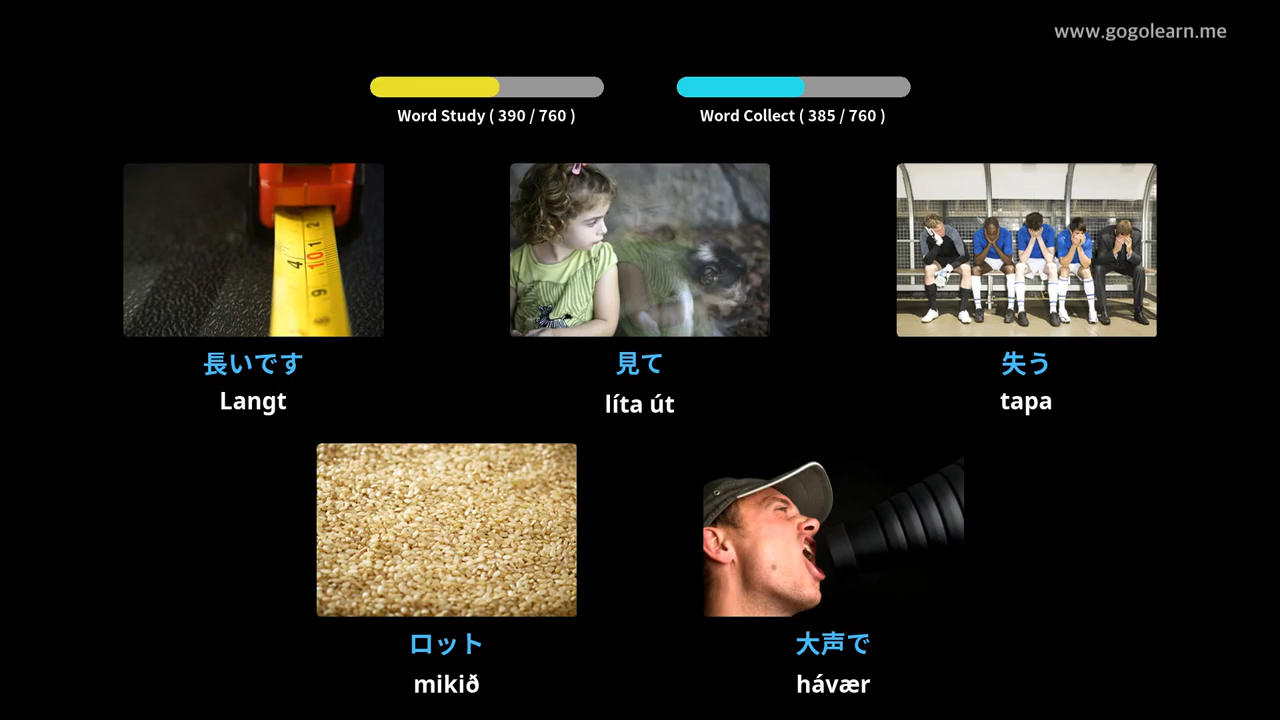 www.gogolearn.me
Word Study ( 390 / 760 )
Word Collect ( 385 / 760 )
長いです
Langt
見て
líta út
失う
tapa
ロット
mikið
大声で
hávær